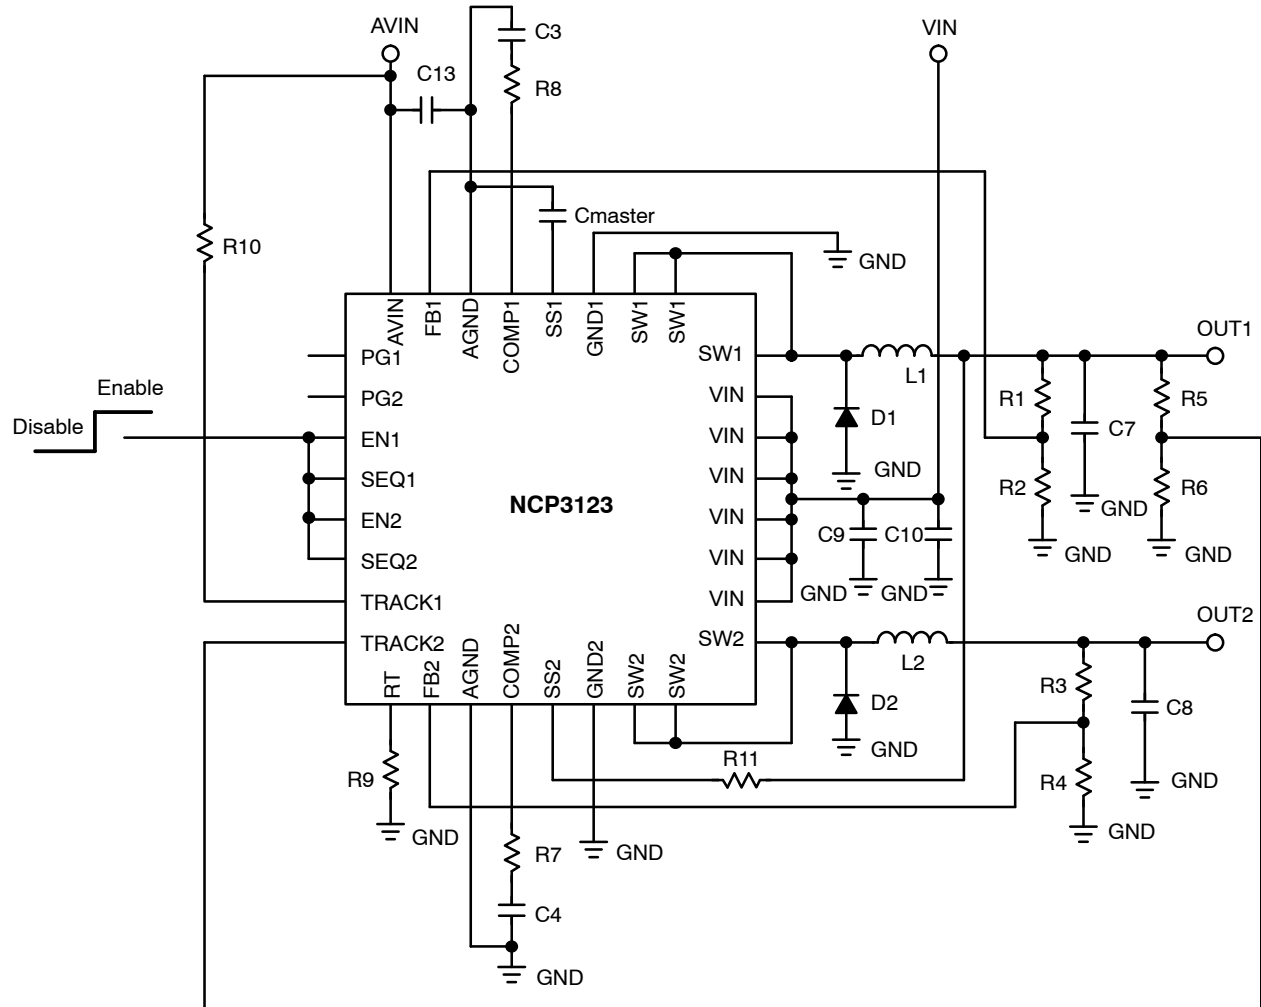 AVIN
C3
VIN
C13
R8
Cmaster
R10
GND
AVIN
FB1
AGND
COMP1
SS1
GND1
SW1
SW1
OUT1
PG1
SW1
L1
Enable
PG2
VIN
R1
R5
D1
Disable
EN1
VIN
C7
SEQ1
VIN
GND
R2
R6
NCP3123
GND
EN2
VIN
C9
C10
SEQ2
VIN
GND
GND
GND
GND
TRACK1
VIN
OUT2
TRACK2
SW2
L2
RT
FB2
AGND
COMP2
SS2
GND2
SW2
SW2
R3
D2
C8
GND
R11
R9
R4
GND
GND
GND
R7
GND
C4
GND